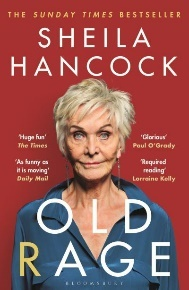 THE SUNDAY TIMES BESTSELLER
SHEILA
HANCOCK
'Huge fun'
The Times
'Glorious'
Paul O'Grady
'As funny as
it is moving'
Daily Mail
'Required
reading'
Lorraine Kelly
OLD
RAGE
BLOOMSBURY